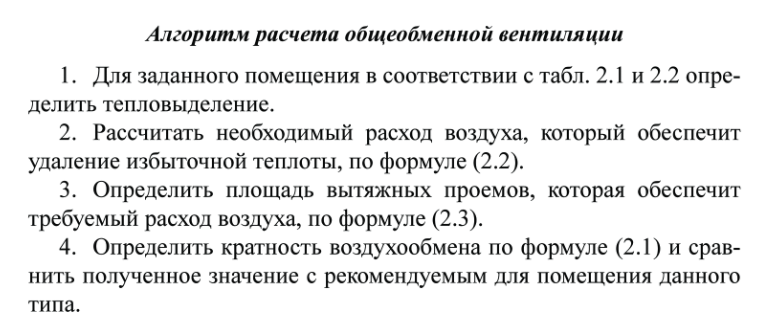 Алгоритм расчета общеобменной вентиляции
1. Для заданного помещения в соответствии с табл. 2.1 и 2.2 опре-
делить тепловыделение.
2. Рассчитать необходимый расход воздуха, который обеспечит
удаление избыточной теплоты, по формуле (2.2).
3. Определить площадь вытяжных проемов, которая обеспечит
требуемый расход воздуха, по формуле (2.3).
4. Определить кратность воздухообмена по формуле (2.1) и срав-
нить полученное значение с рекомендуемым для помещения данного
типа.